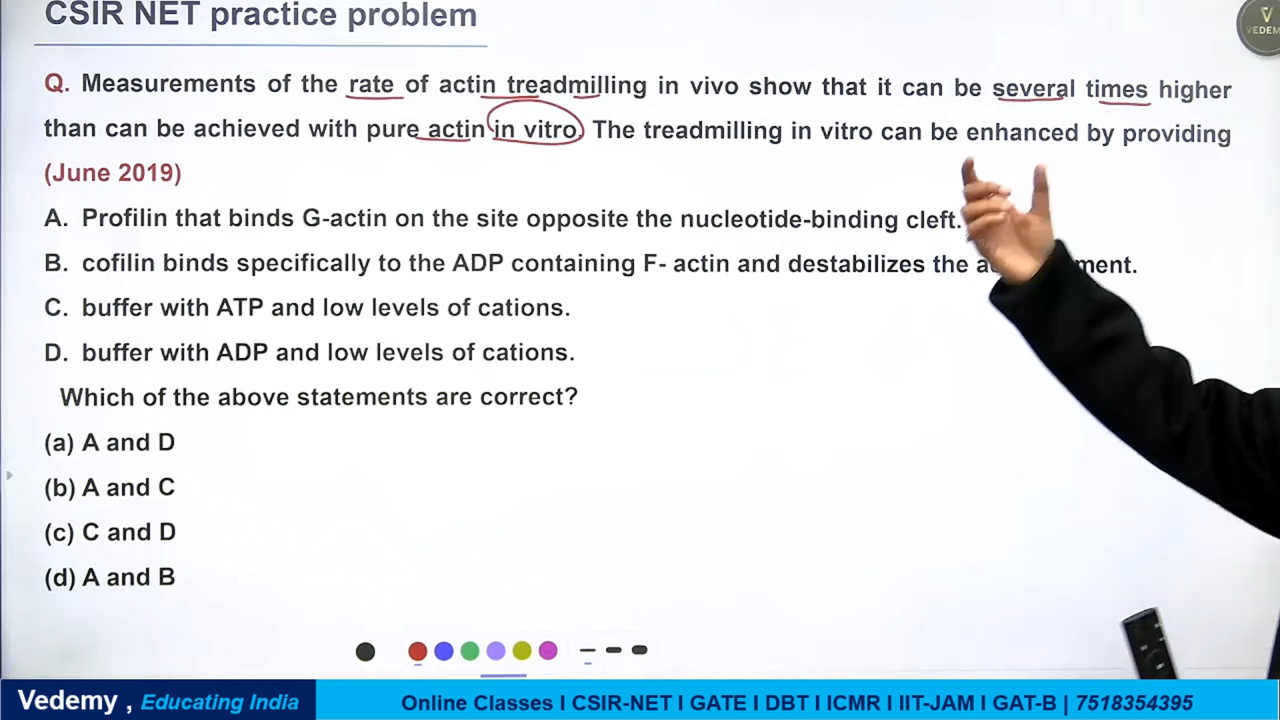 CSIR NET practice problem
VEDEM
Q. Measurements of the rate of actin treadmilling in vivo show that it can be several times higher
than can be achieved with pure actin in vitro. The treadmilling in vitro can be enhanced by providing
(June 2019)
A. Profilin that binds G-actin on the site opposite the nucleotide-binding cleft.
B. cofilin binds specifically to the ADP containing F- actin and destabilizes the ment.
C. buffer with ATP and low levels of cations.
D. buffer with ADP and low levels of cations.
Which of the above statements are correct?
(a) A and D
(b) A and C
(c) C and D
(d) A and B
Vedemy , Educating India
Online Classes I CSIR-NET I GATE I DBT I ICMR I IIT-JAM I GAT-B | 7518354395